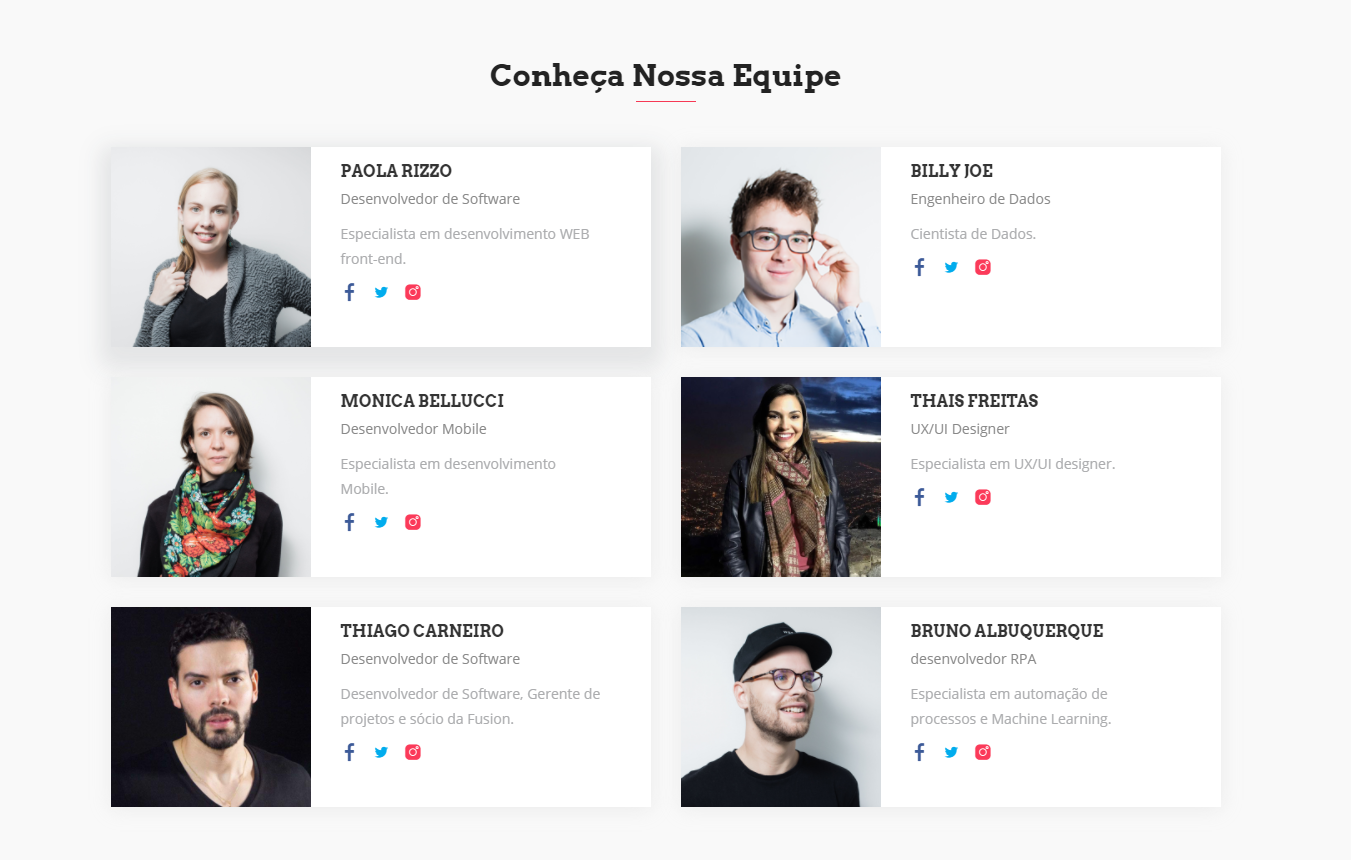 Conheça Nossa Equipe
PAOLA RIZZO
Desenvolvedor de Software
Especialista em desenvolvimento WEB
front-end.
BILLY JOE
Engenheiro de Dados
Cientista de Dados.
MONICA BELLUCCI
Desenvolvedor Mobile
Especialista em desenvolvimento
Mobile.
THAIS FREITAS
UX/UI Designer
Especialista em UX/UI designer.
THIAGO CARNEIRO
Desenvolvedor de Software
Desenvolvedor de Software, Gerente de
projetos e sócio da Fusion.
BRUNO ALBUQUERQUE
desenvolvedor RPA
Especialista em automação de
processos e Machine Learning.